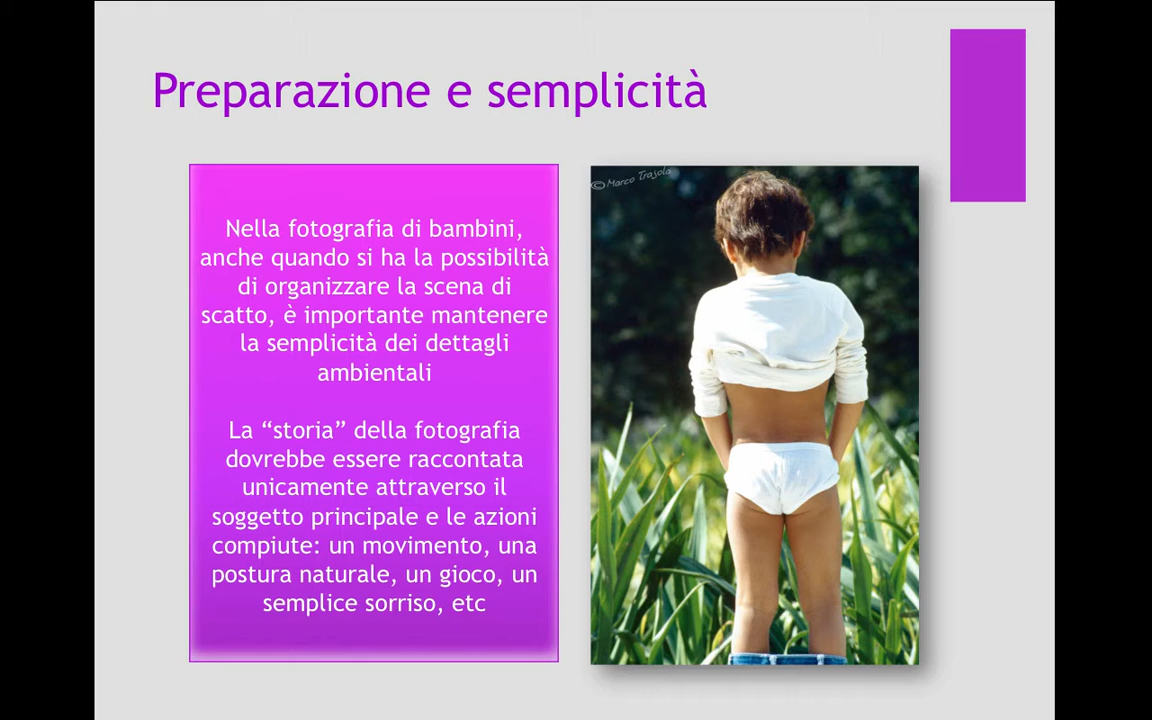 Preparazione e semplicità
Nella fotografia di bambini,
anche quando si ha la possibilità
di organizzare la scena di
scatto, è importante mantenere
la semplicità dei dettagli
ambientali
La “storia” della fotografia
dovrebbe essere raccontata
unicamente attraverso il
soggetto principale e le azioni
compiute: un movimento, una
postura naturale, un gioco, un
semplice sorriso, etc
© Marco Trajola